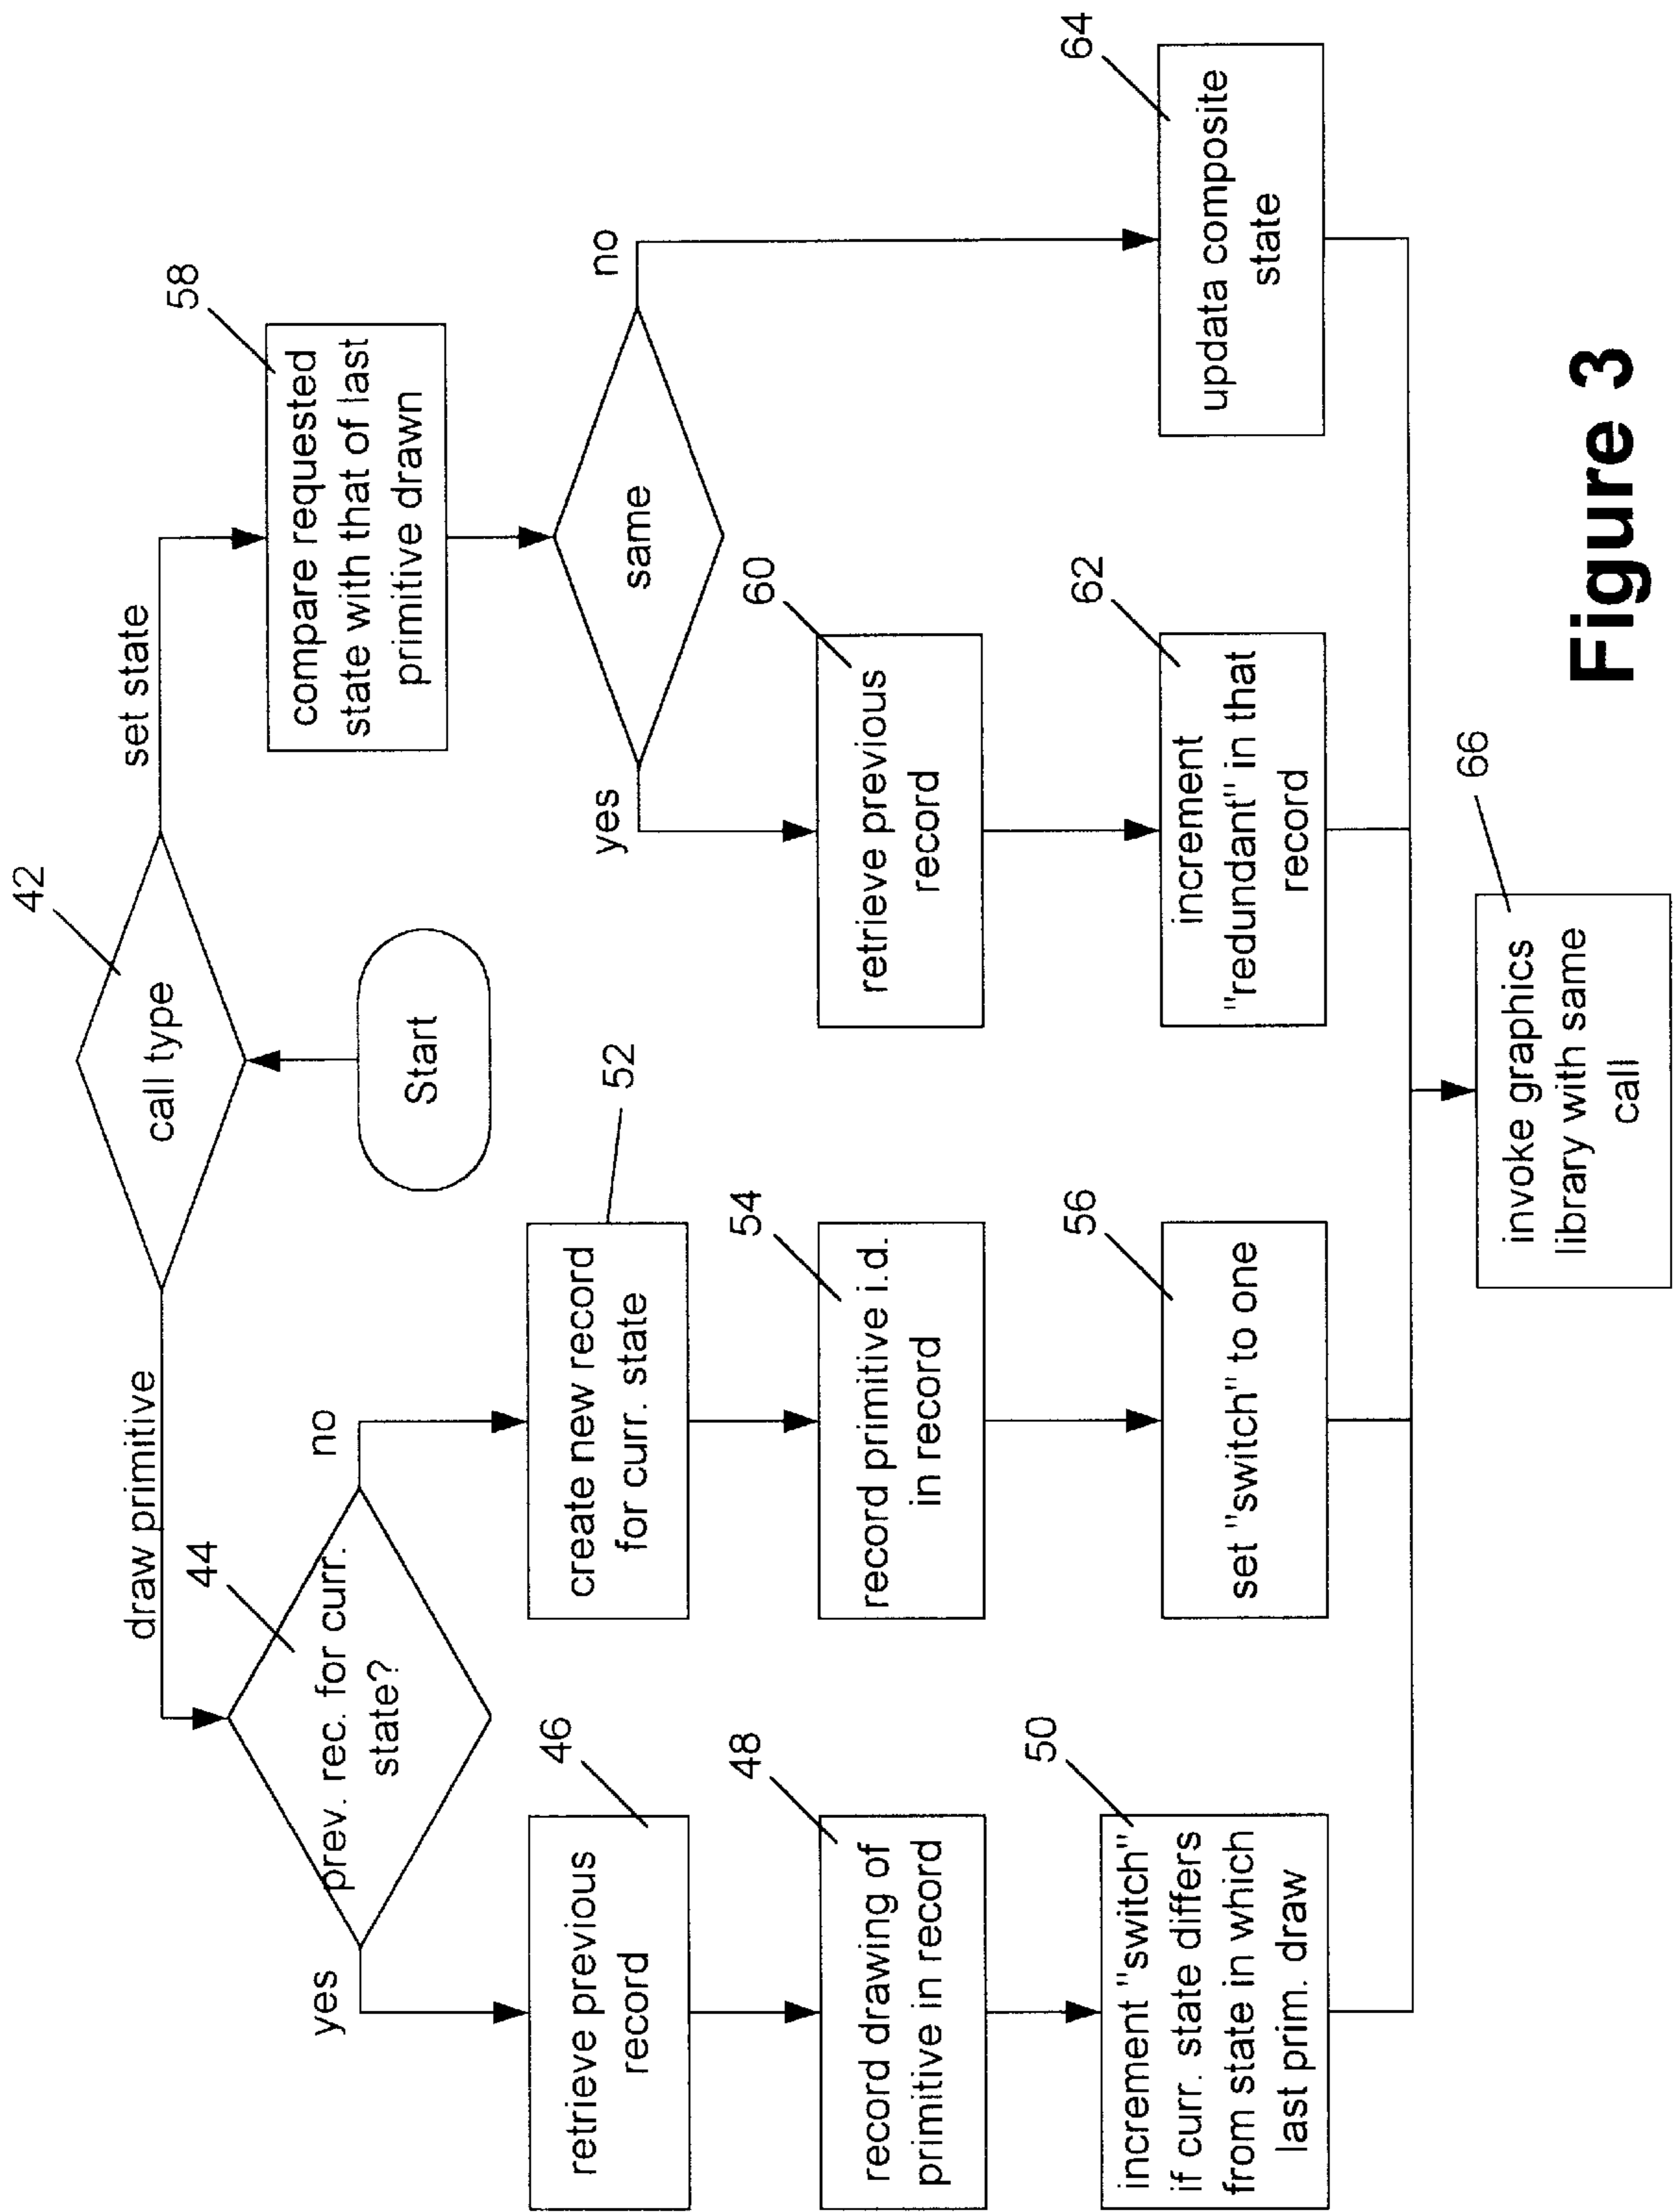 42
call type
draw primitive
set state
Start
44
prev. rec. for curr.
state?
yes
no
58
compare requested
state with that of last
primitive drawn
same
yes
no
46
retrieve previous
record
52
create new record
for curr. state
48
record drawing of
primitive in record
54
record primitive i.d.
in record
60
retrieve previous
record
50
increment "switch"
if curr. state differs
from state in which
last prim. draw
56
set "switch" to one
62
increment
"redundant" in that
record
64
updata composite
state
66
invoke graphics
library with same
call
Figure 3